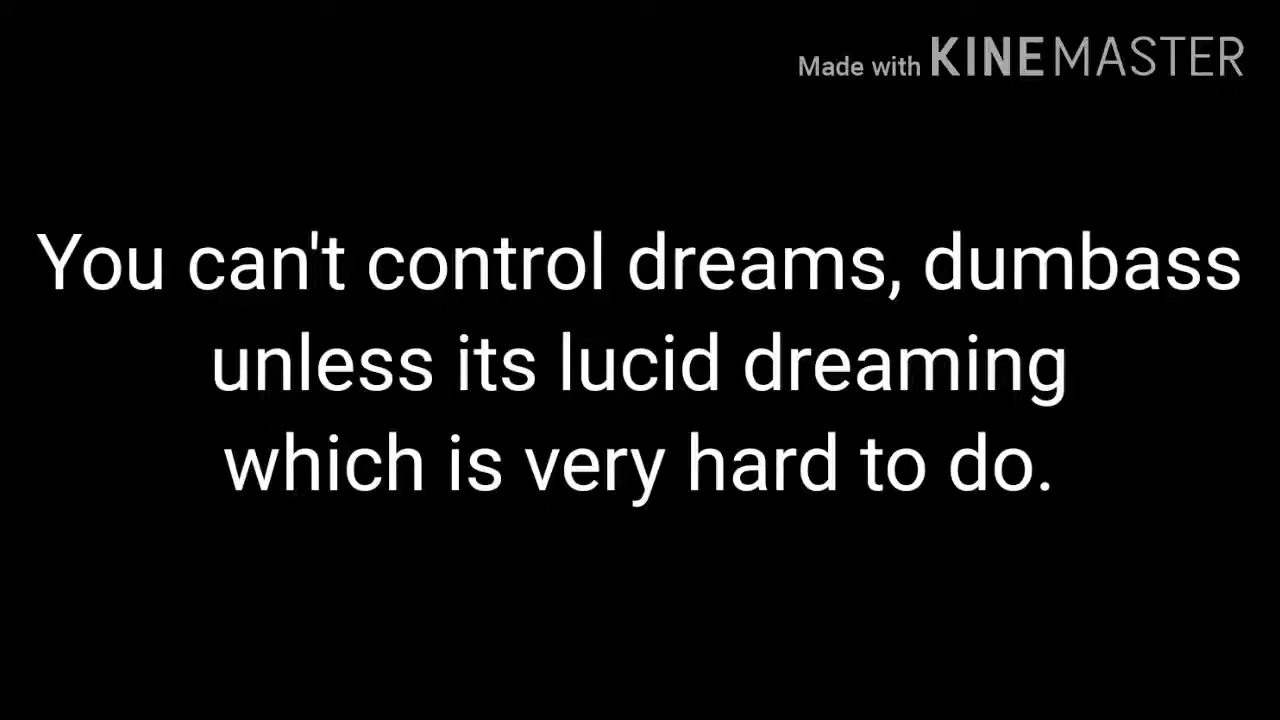 Made with KINEMASTER
You can't control dreams, dumbass
unless its lucid dreaming
which is very hard to do.